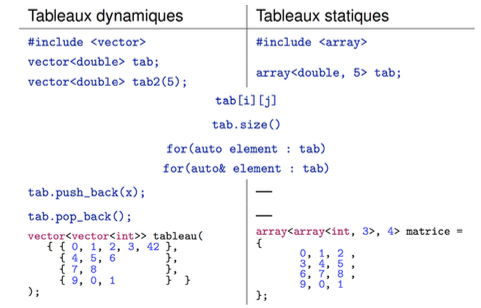 Tableaux dynamiques Tableaux statiques
#include <vector> #include <array>
vector<double> tab;
vector<double> tab2(5); array<double, 5> tab;
tab[i][j]
tab.size()
for(auto element : tab)
for(auto& element : tab)
tab.push_back(x); —
tab.pop_back(); —
vector<vector<int>> tableau( array<array<int, 3>, 4> matrice =
{ { 0, 1, 2, 3, 42 }, {
{ 4, 5, 6 }, 0, 1, 2 ,
{ 7, 8 }, 3, 4, 5 ,
{ 9, 0, 1 } } 6, 7, 8 ,
9, 0, 1
); };